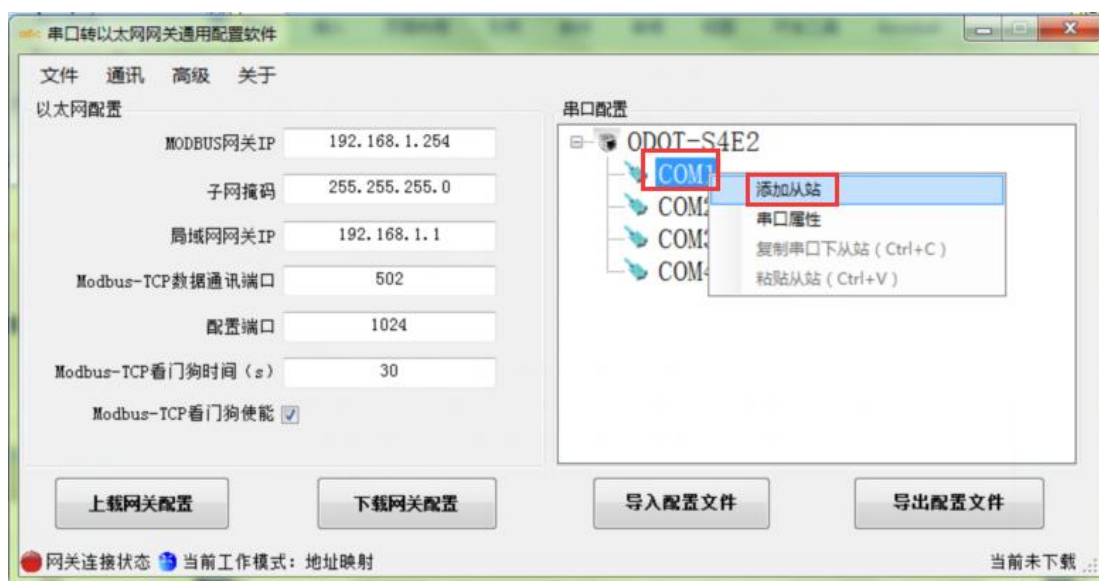 串口转以太网网关通用配置软件
文件 通讯 高级 关于
以太网配置
MODBUS网关IP 192.168.1.254
子网掩码 255.255.255.0
局域网网关IP 192.168.1.1
Modbus-TCP数据通讯端口 502
配置端口 1024
Modbus-TCP看门狗时间（s） 30
Modbus-TCP看门狗使能
串口配置
ODOT-S4E2
COM1
COM2
COM3
COM4
添加从站
串口属性
复制串口下从站（Ctrl+C）
粘贴从站（Ctrl+V）
上载网关配置 下载网关配置 导入配置文件 导出配置文件
网关连接状态 当前工作模式：地址映射 当前未下载